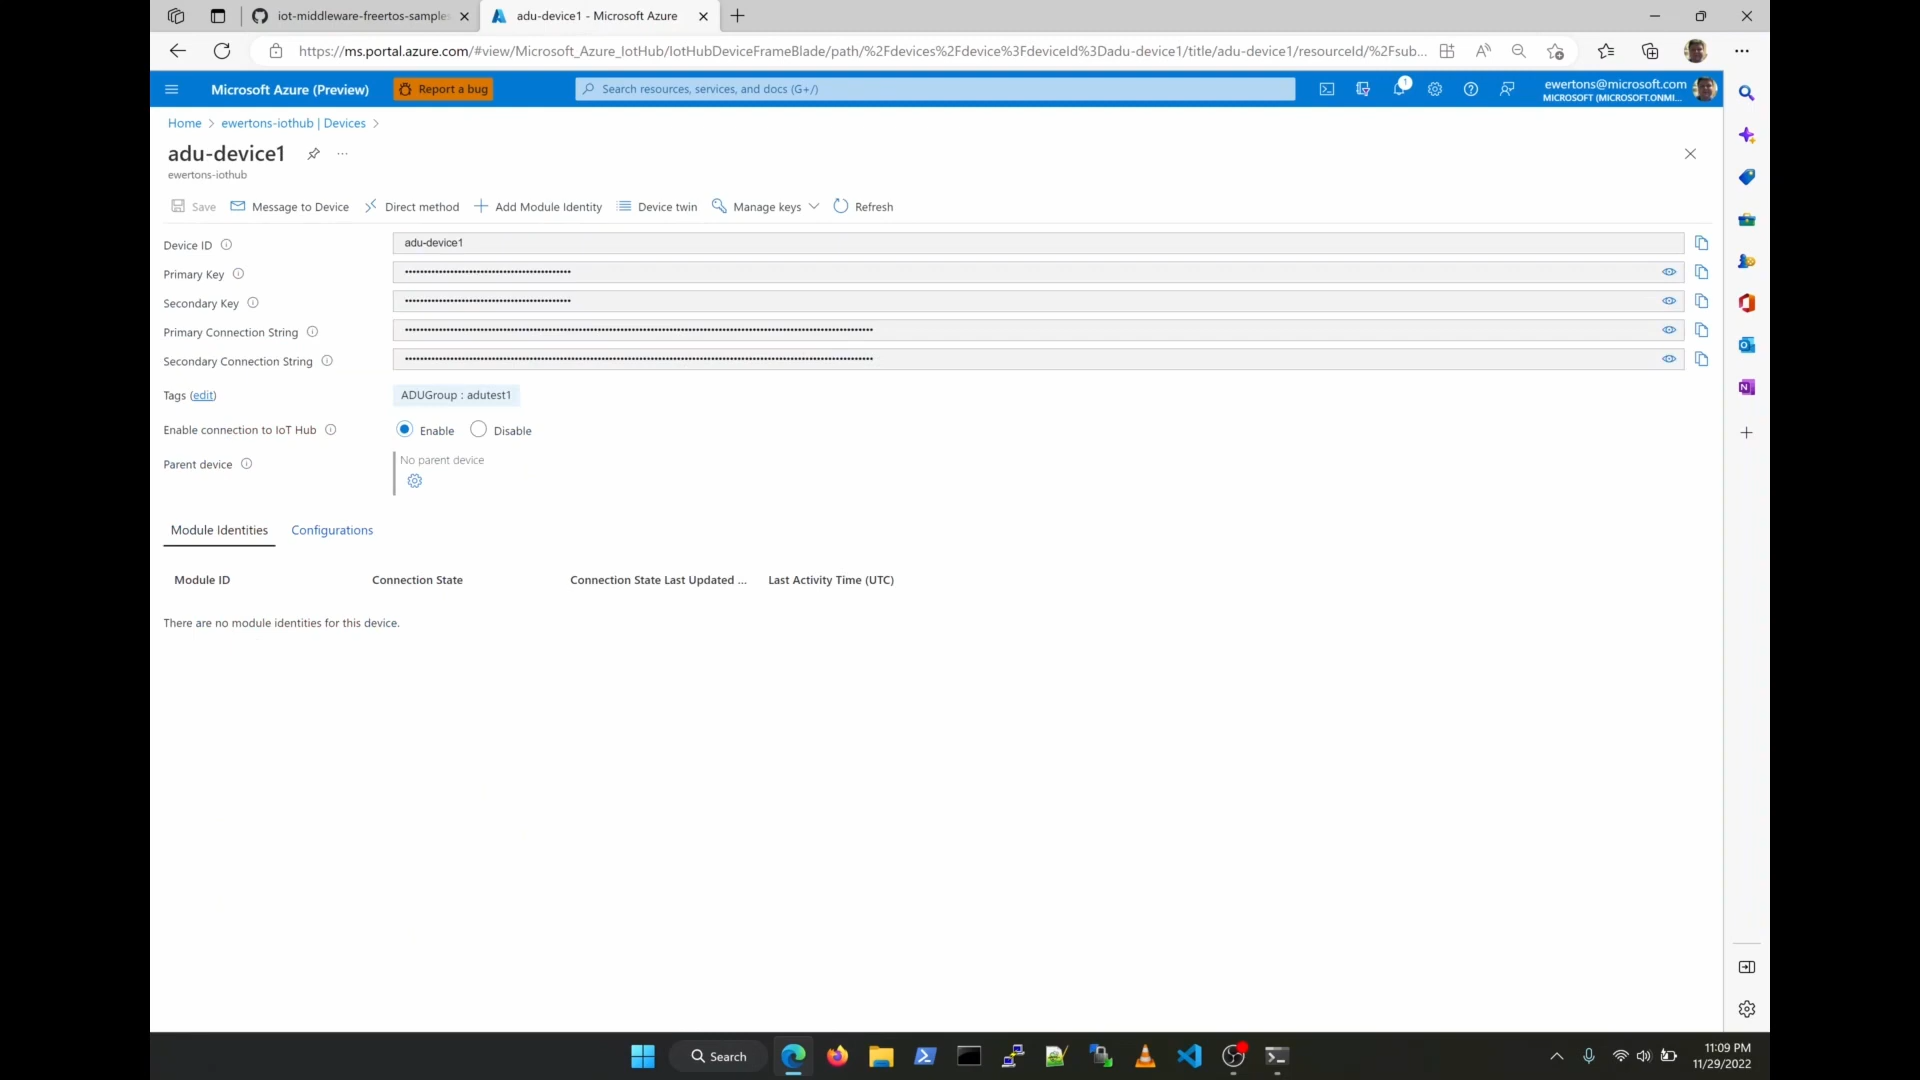 iot-middleware-freertos-samples
adu-device1 - Microsoft Azure
https://ms.portal.azure.com/#view/Microsoft_Azure_IotHub/IotHubDeviceFrameBlade/path/%2Fdevices%2Fdevice%3FdeviceId%3Dadu-device1/title/adu-device1/resourceId/%2Fsub...
Microsoft Azure (Preview)
Report a bug
Search resources, services, and docs (G+/)
1
ewertons@microsoft.com
MICROSOFT (MICROSOFT.ONMI...
Home > ewertons-iothub | Devices >
adu-device1
ewertons-iothub
Save
Message to Device
Direct method
Add Module Identity
Device twin
Manage keys
Refresh
Device ID
adu-device1
Primary Key
Secondary Key
Primary Connection String
Secondary Connection String
Tags (edit)
ADUGroup : adutest1
Enable connection to IoT Hub
Enable
Disable
Parent device
No parent device
Module Identities
Configurations
Module ID
Connection State
Connection State Last Updated ...
Last Activity Time (UTC)
There are no module identities for this device.
Search
11:09 PM
11/29/2022